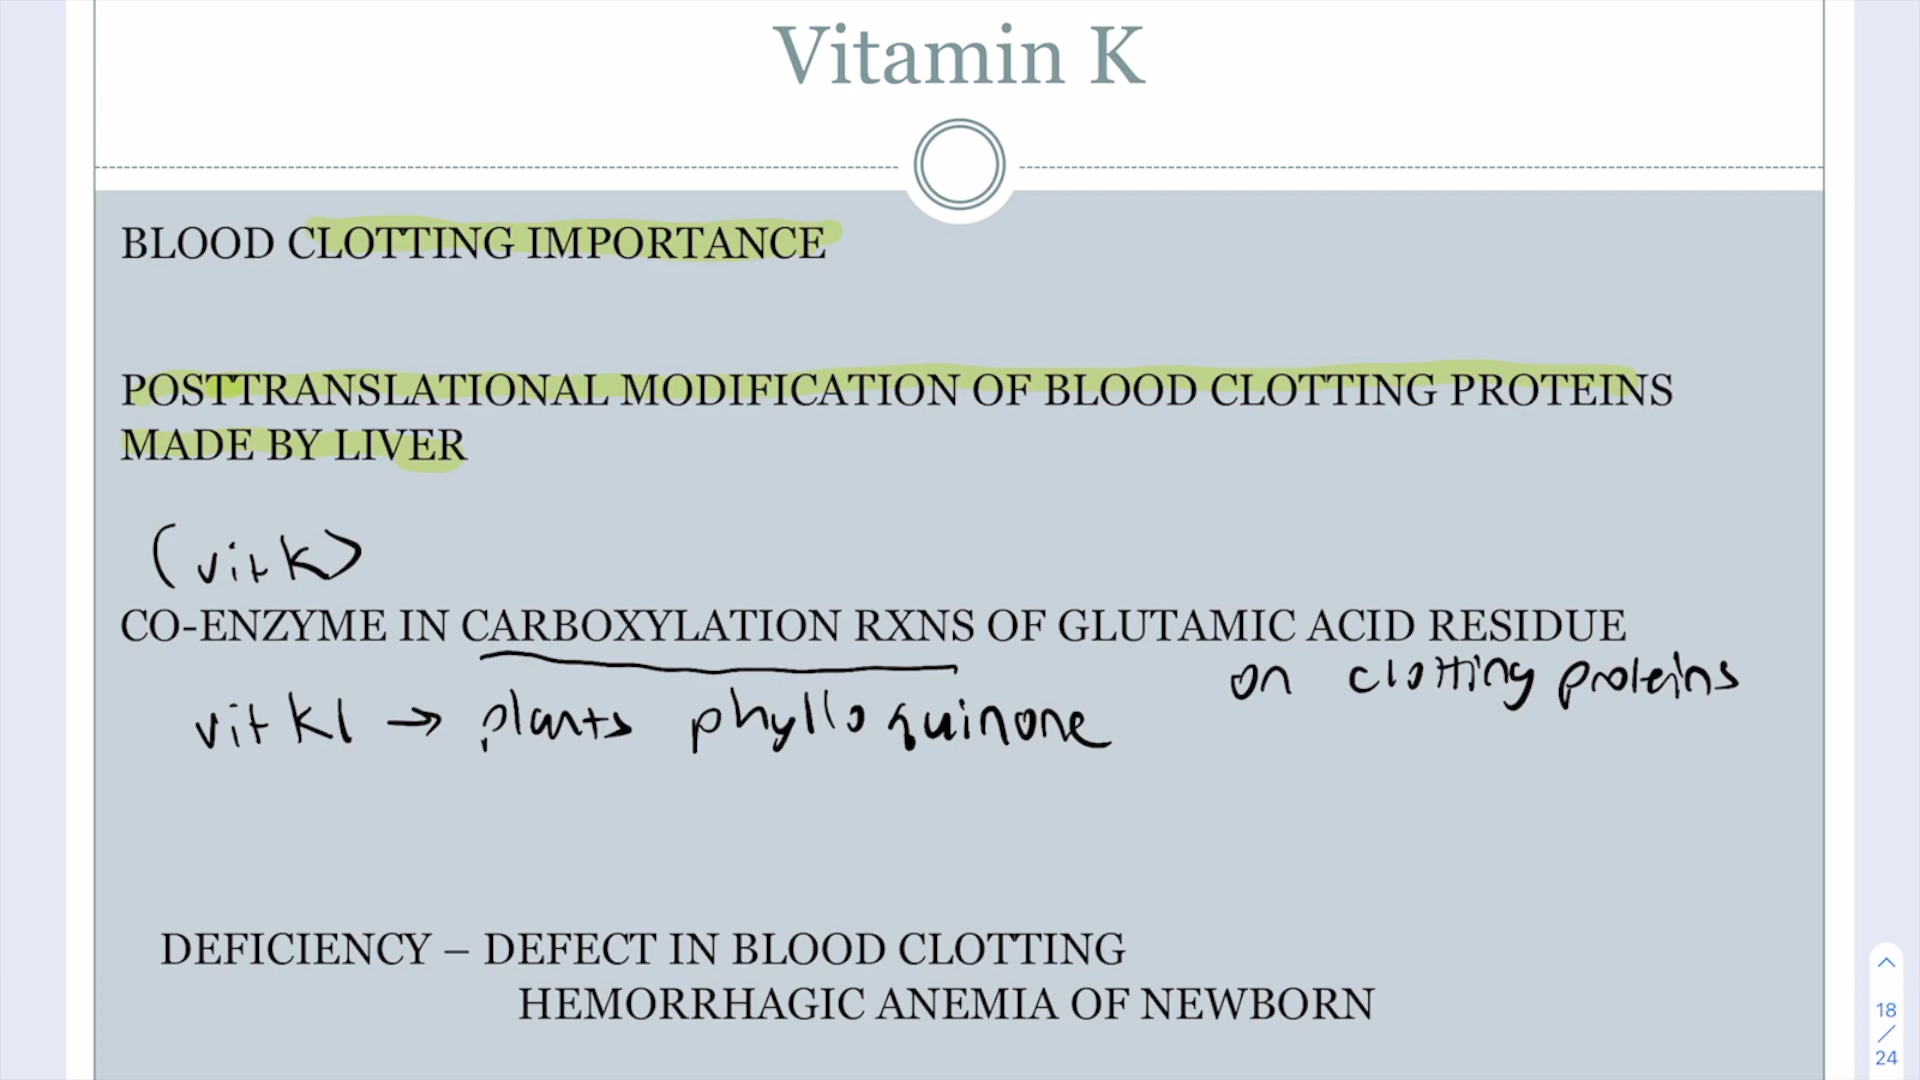 Vitamin K
BLOOD CLOTTING IMPORTANCE
POSTTRANSLATIONAL MODIFICATION OF BLOOD CLOTTING PROTEINS
MADE BY LIVER
(vit k)
CO-ENZYME IN CARBOXYLATION RXNS OF GLUTAMIC ACID RESIDUE
on clotting proteins
vit K1 → plants phylloquinone
DEFICIENCY – DEFECT IN BLOOD CLOTTING
HEMORRHAGIC ANEMIA OF NEWBORN
18
/
24